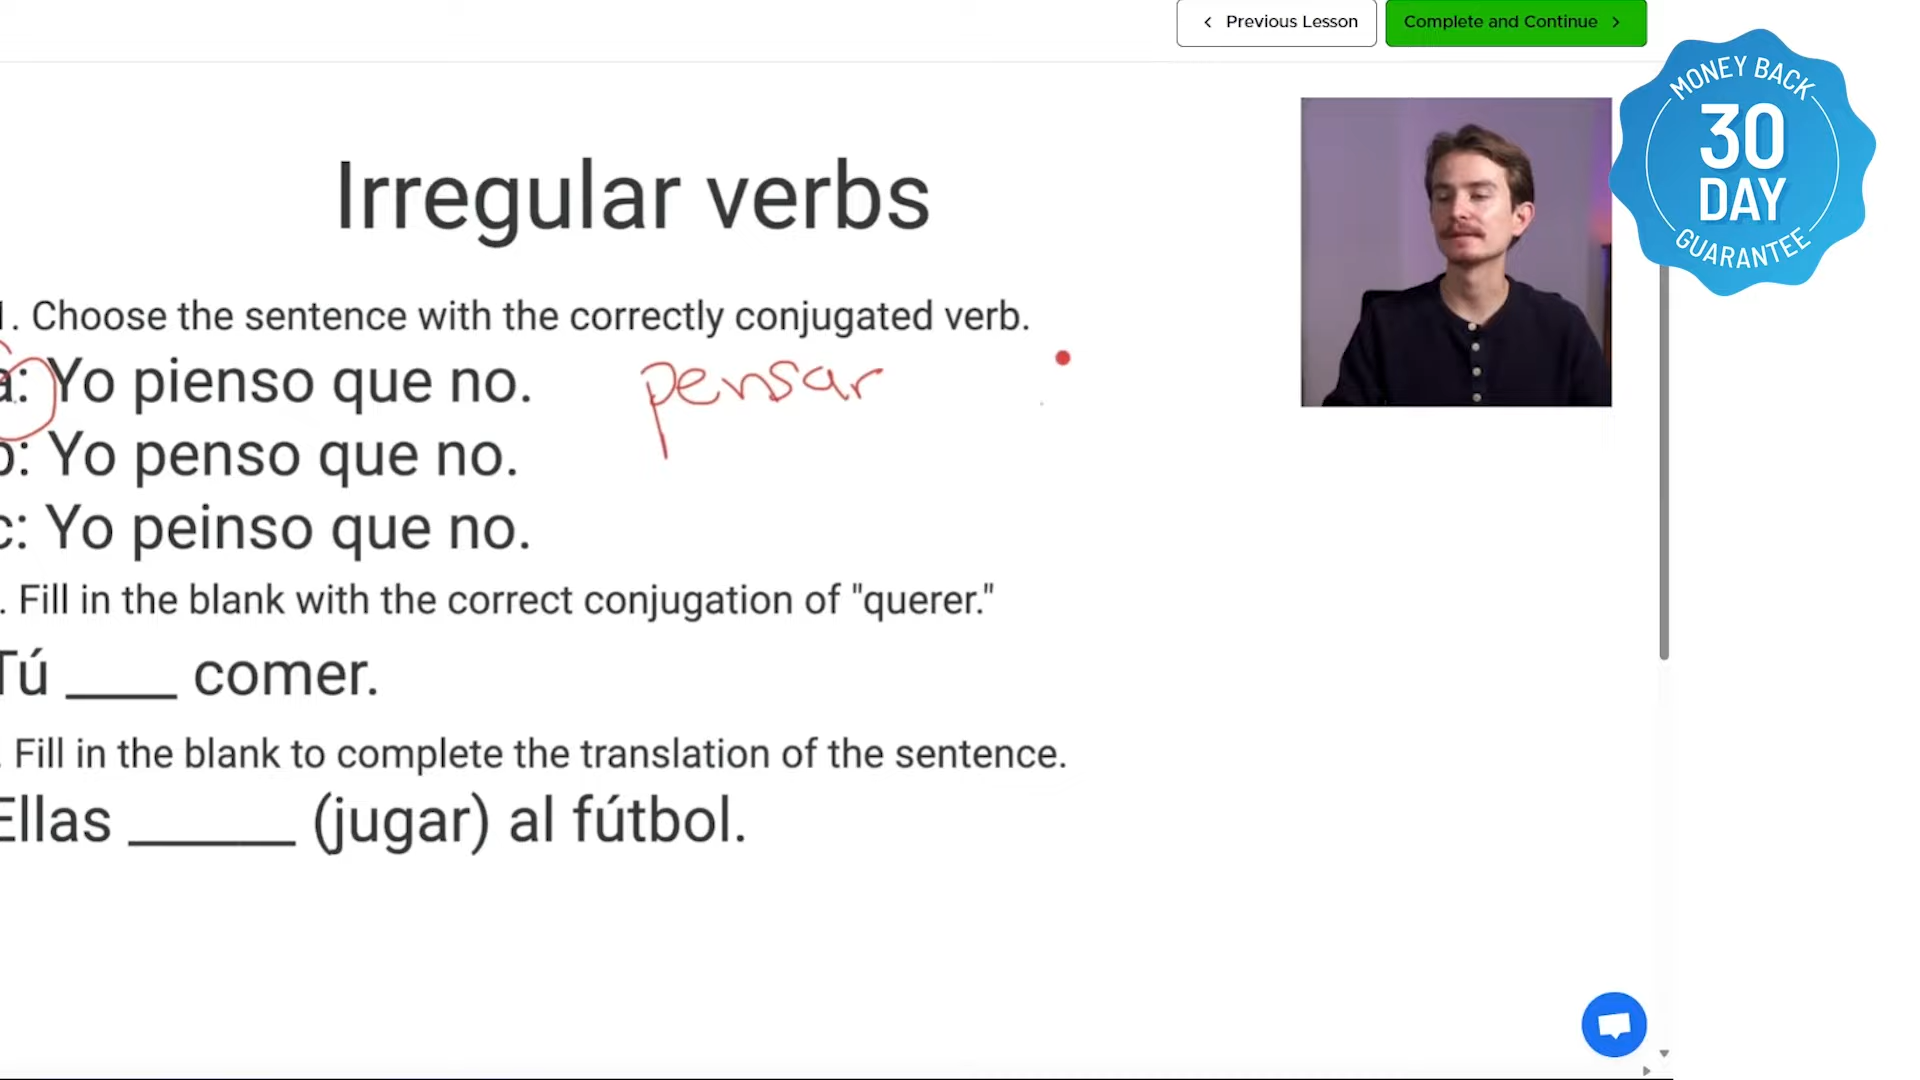 Previous Lesson
Complete and Continue
MONEY BACK
30
DAY
GUARANTEE
Irregular verbs
1. Choose the sentence with the correctly conjugated verb.
a: Yo pienso que no.
pensar
b: Yo penso que no.
c: Yo peinso que no.
. Fill in the blank with the correct conjugation of "querer."
Tú ____ comer.
. Fill in the blank to complete the translation of the sentence.
Ellas ______ (jugar) al fútbol.